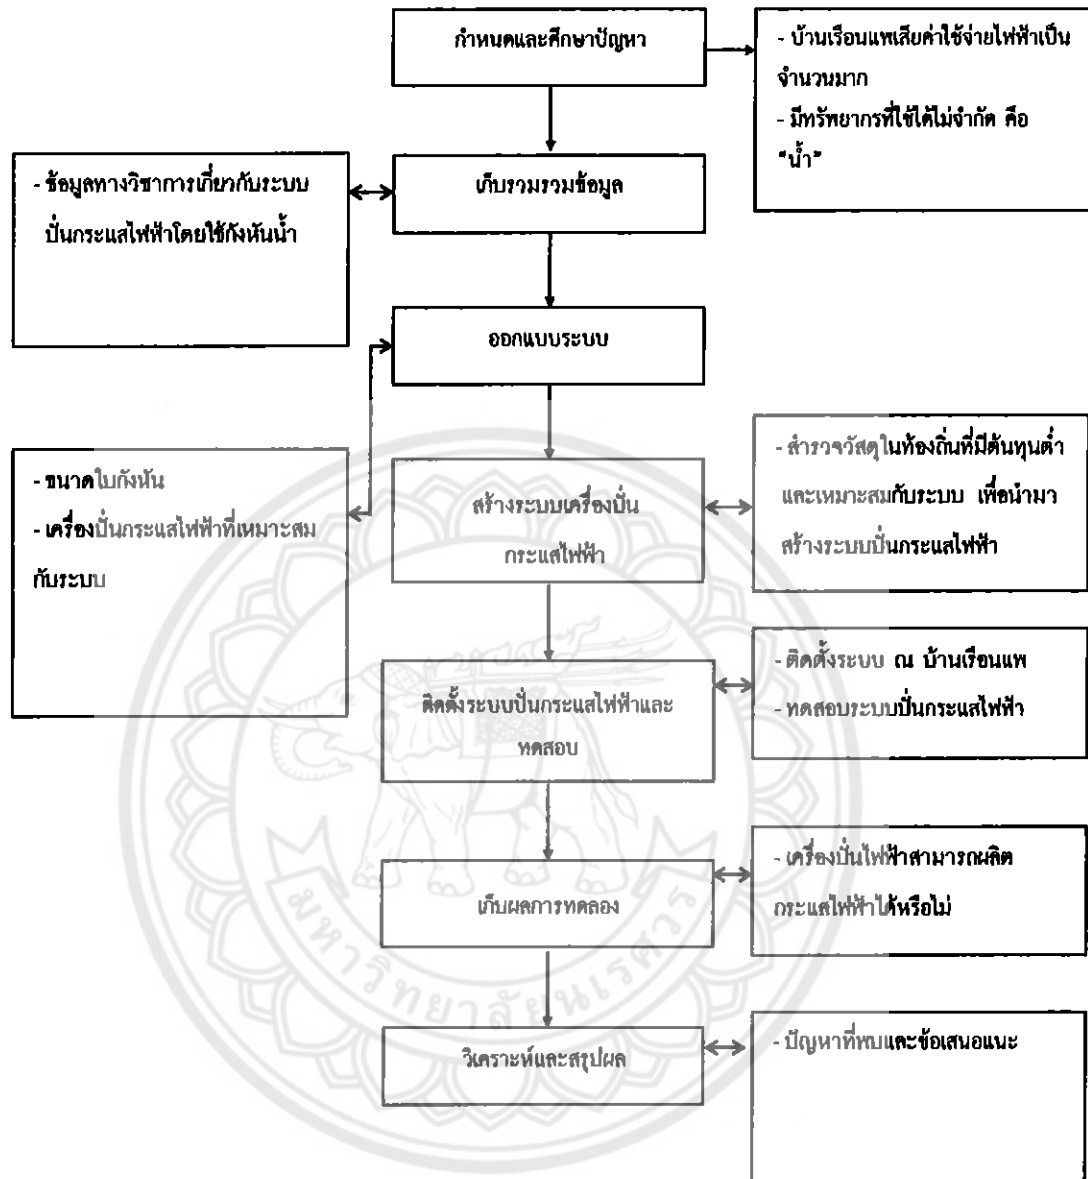 กำหนดและศึกษาปัญหา
- บ้านเรือนแพเสียค่าใช้จ่ายไฟฟ้าเป็น
จำนวนมาก
- มีทรัพยากรที่ใช้ได้ไม่จำกัด คือ
"น้ำ"
เก็บรวมรวมข้อมูล
- ข้อมูลทางวิชาการเกี่ยวกับระบบ
ปั่นกระแสไฟฟ้าโดยใช้กังหันน้ำ
ออกแบบระบบ
- ขนาดใบกังหัน
- เครื่องปั่นกระแสไฟฟ้าที่เหมาะสม
กับระบบ
สร้างระบบเครื่องปั่น
กระแสไฟฟ้า
- สำรวจวัสดุในท้องถิ่นที่มีต้นทุนต่ำ
และเหมาะสมกับระบบ เพื่อนำมา
สร้างระบบปั่นกระแสไฟฟ้า
ติดตั้งระบบปั่นกระแสไฟฟ้าและ
ทดสอบ
- ติดตั้งระบบ ณ บ้านเรือนแพ
- ทดสอบระบบปั่นกระแสไฟฟ้า
เก็บผลการทดลอง
- เครื่องปั่นไฟฟ้าสามารถผลิต
กระแสไฟฟ้าได้หรือไม่
วิเคราะห์และสรุปผล
- ปัญหาที่พบและข้อเสนอแนะ
มหาวิทยาลัยนเรศวร